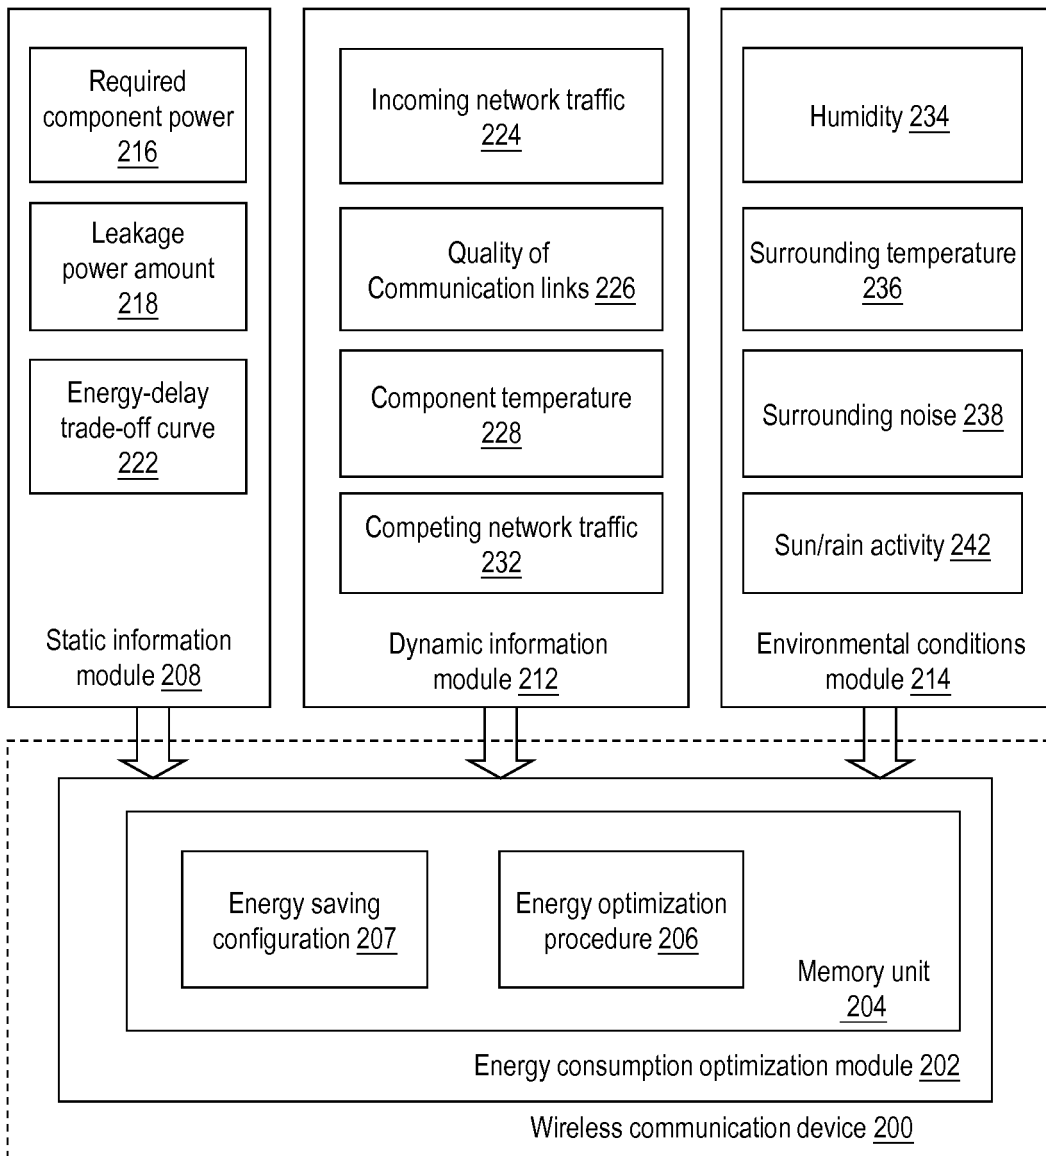 Required
component power
216
Leakage
power amount
218
Energy-delay
trade-off curve
222
Static information
module 208
Incoming network traffic
224
Quality of
Communication links 226
Component temperature
228
Competing network traffic
232
Dynamic information
module 212
Humidity 234
Surrounding temperature
236
Surrounding noise 238
Sun/rain activity 242
Environmental conditions
module 214
Energy saving
configuration 207
Energy optimization
procedure 206
Memory unit
204
Energy consumption optimization module 202
Wireless communication device 200